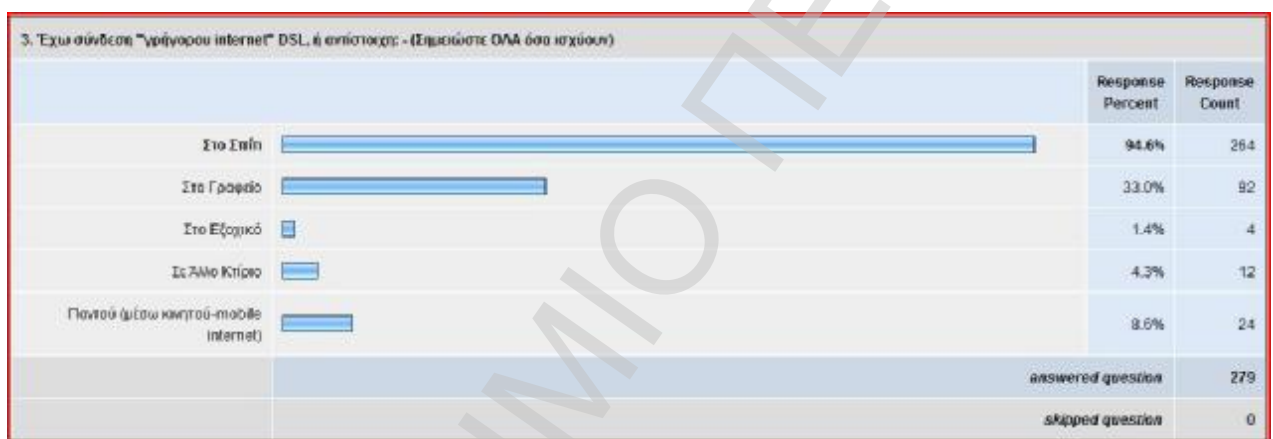 3. Έχω σύνδεση "γρήγορου internet" DSL, ή αντίστοιχη: - (Σημειώστε ΟΛΑ όσα ισχύουν)
Response Percent
Response Count
Στο Σπίτι 94.6% 264
Στο Γραφείο 33.0% 92
Στο Εξοχικό 1.4% 4
Σε Άλλο Κτίριο 4.3% 12
Παντού (μέσω κινητού-mobile
internet) 8.6% 24
answered question 279
skipped question 0